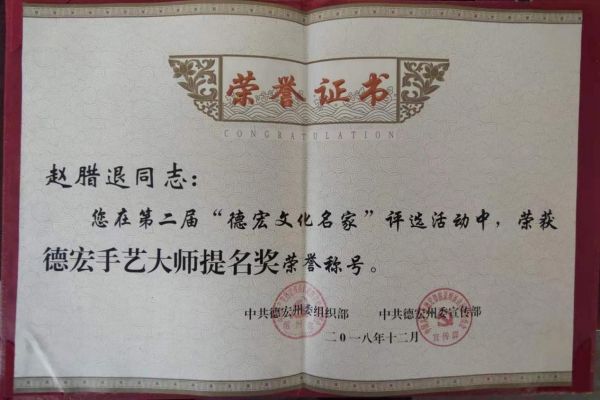 荣誉证书
CONGRATULATION
赵腊退同志：
您在第二届“德宏文化名家”评选活动中，荣获
德宏手艺大师提名奖荣誉称号。
中共德宏州委组织部 中共德宏州委宣传部
二〇一八年十二月
宣传部